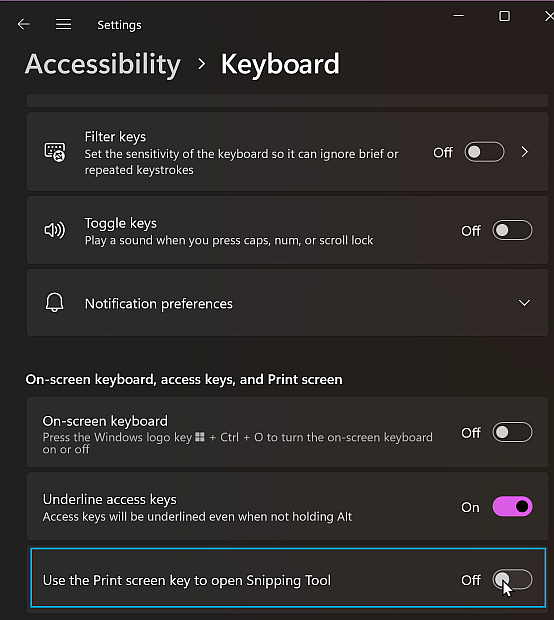 Settings
Accessibility › Keyboard
Filter keys
Set the sensitivity of the keyboard so it can ignore brief or
repeated keystrokes
Off
Toggle keys
Play a sound when you press caps, num, or scroll lock
Off
Notification preferences
On-screen keyboard, access keys, and Print screen
On-screen keyboard
Press the Windows logo key + Ctrl + O to turn the on-screen keyboard
on or off
Off
Underline access keys
Access keys will be underlined even when not holding Alt
On
Use the Print screen key to open Snipping Tool
Off